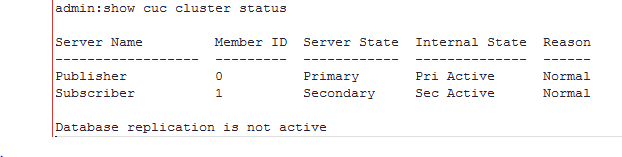 admin:show cuc cluster status
Server Name Member ID Server State Internal State Reason
------------------ --------- ------------ -------------- ------
Publisher 0 Primary Pri Active Normal
Subscriber 1 Secondary Sec Active Normal
Database replication is not active